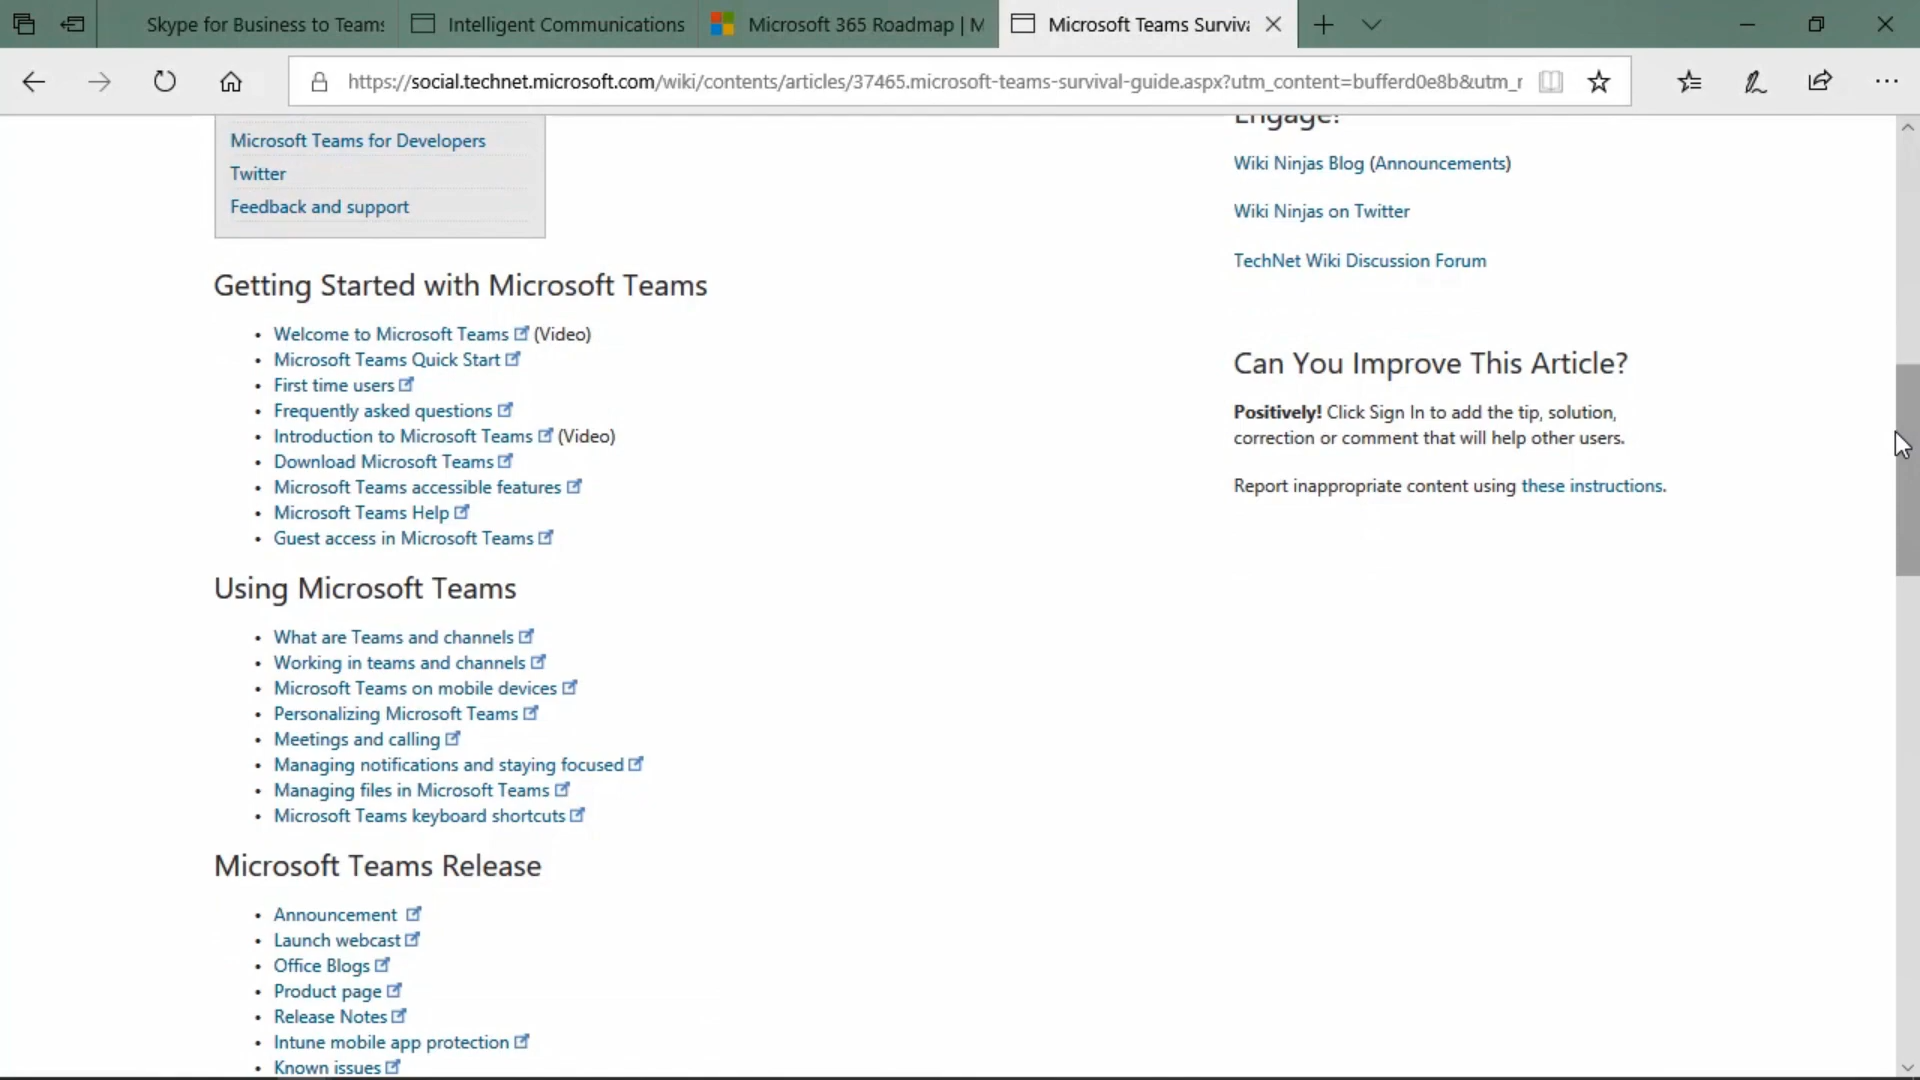 Skype for Business to Teams
Intelligent Communications
Microsoft 365 Roadmap | M
Microsoft Teams Surviva
https://social.technet.microsoft.com/wiki/contents/articles/37465.microsoft-teams-survival-guide.aspx?utm_content=bufferd0e8b&utm_r
Microsoft Teams for Developers
Twitter
Feedback and support
Getting Started with Microsoft Teams
• Welcome to Microsoft Teams (Video)
• Microsoft Teams Quick Start
• First time users
• Frequently asked questions
• Introduction to Microsoft Teams (Video)
• Download Microsoft Teams
• Microsoft Teams accessible features
• Microsoft Teams Help
• Guest access in Microsoft Teams
Using Microsoft Teams
• What are Teams and channels
• Working in teams and channels
• Microsoft Teams on mobile devices
• Personalizing Microsoft Teams
• Meetings and calling
• Managing notifications and staying focused
• Managing files in Microsoft Teams
• Microsoft Teams keyboard shortcuts
Microsoft Teams Release
• Announcement
• Launch webcast
• Office Blogs
• Product page
• Release Notes
• Intune mobile app protection
• Known issues
Engage!
Wiki Ninjas Blog (Announcements)
Wiki Ninjas on Twitter
TechNet Wiki Discussion Forum
Can You Improve This Article?
Positively! Click Sign In to add the tip, solution,
correction or comment that will help other users.
Report inappropriate content using these instructions.